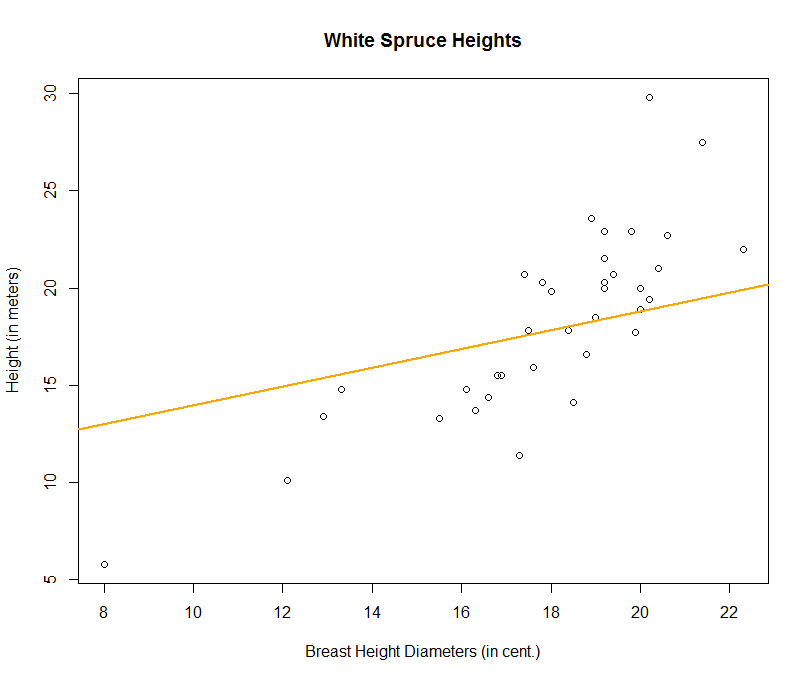 White Spruce Heights
Height (in meters)
30
25
20
15
10
5
8 10 12 14 16 18 20 22
Breast Height Diameters (in cent.)